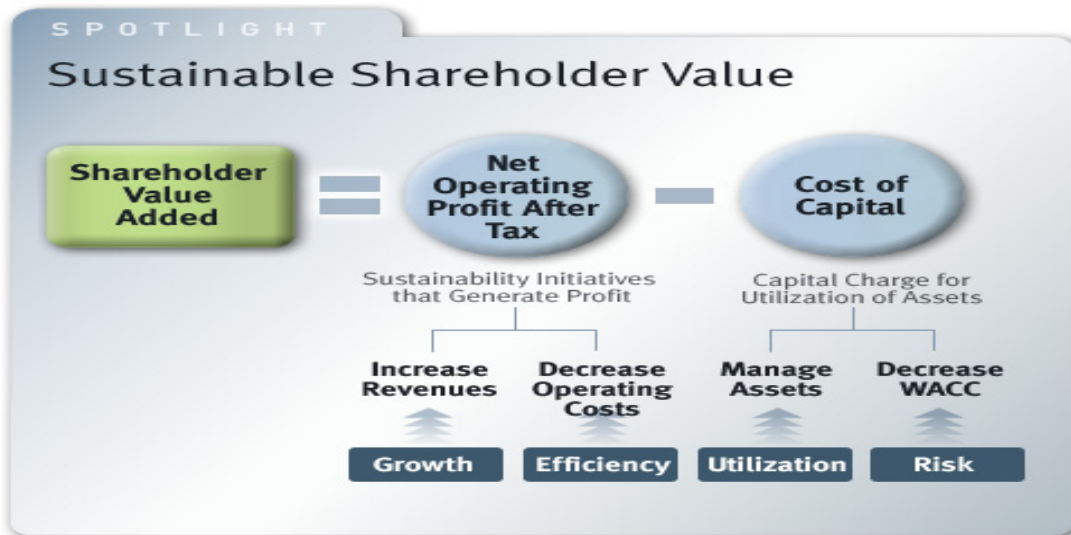 SPOTLIGHT
Sustainable Shareholder Value
Shareholder
Value
Added
Net
Operating
Profit After
Tax
Cost of
Capital
Sustainability Initiatives
that Generate Profit
Capital Charge for
Utilization of Assets
Increase
Revenues
Decrease
Operating
Costs
Manage
Assets
Decrease
WACC
Growth
Efficiency
Utilization
Risk